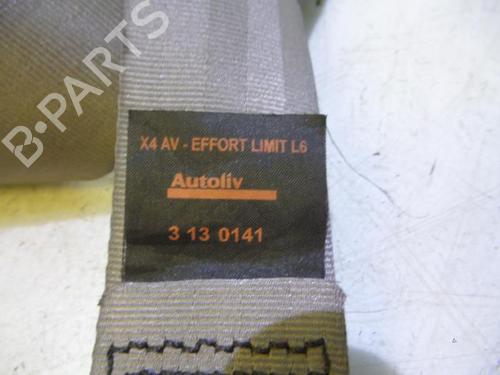 B-PARTS
X4 AV - EFFORT LIMIT L6
Autoliv
3 13 0141